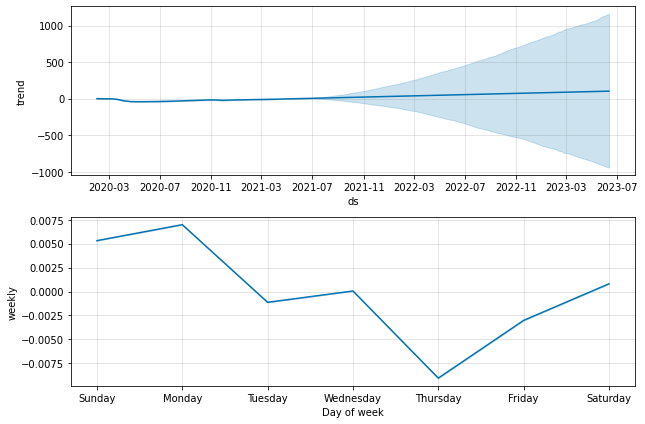 1000
500
0
−500
−1000
trend
2020-03 2020-07 2020-11 2021-03 2021-07 2021-11 2022-03 2022-07 2022-11 2023-03 2023-07
ds
0.0075
0.0050
0.0025
0.0000
−0.0025
−0.0050
−0.0075
weekly
Sunday Monday Tuesday Wednesday Thursday Friday Saturday
Day of week